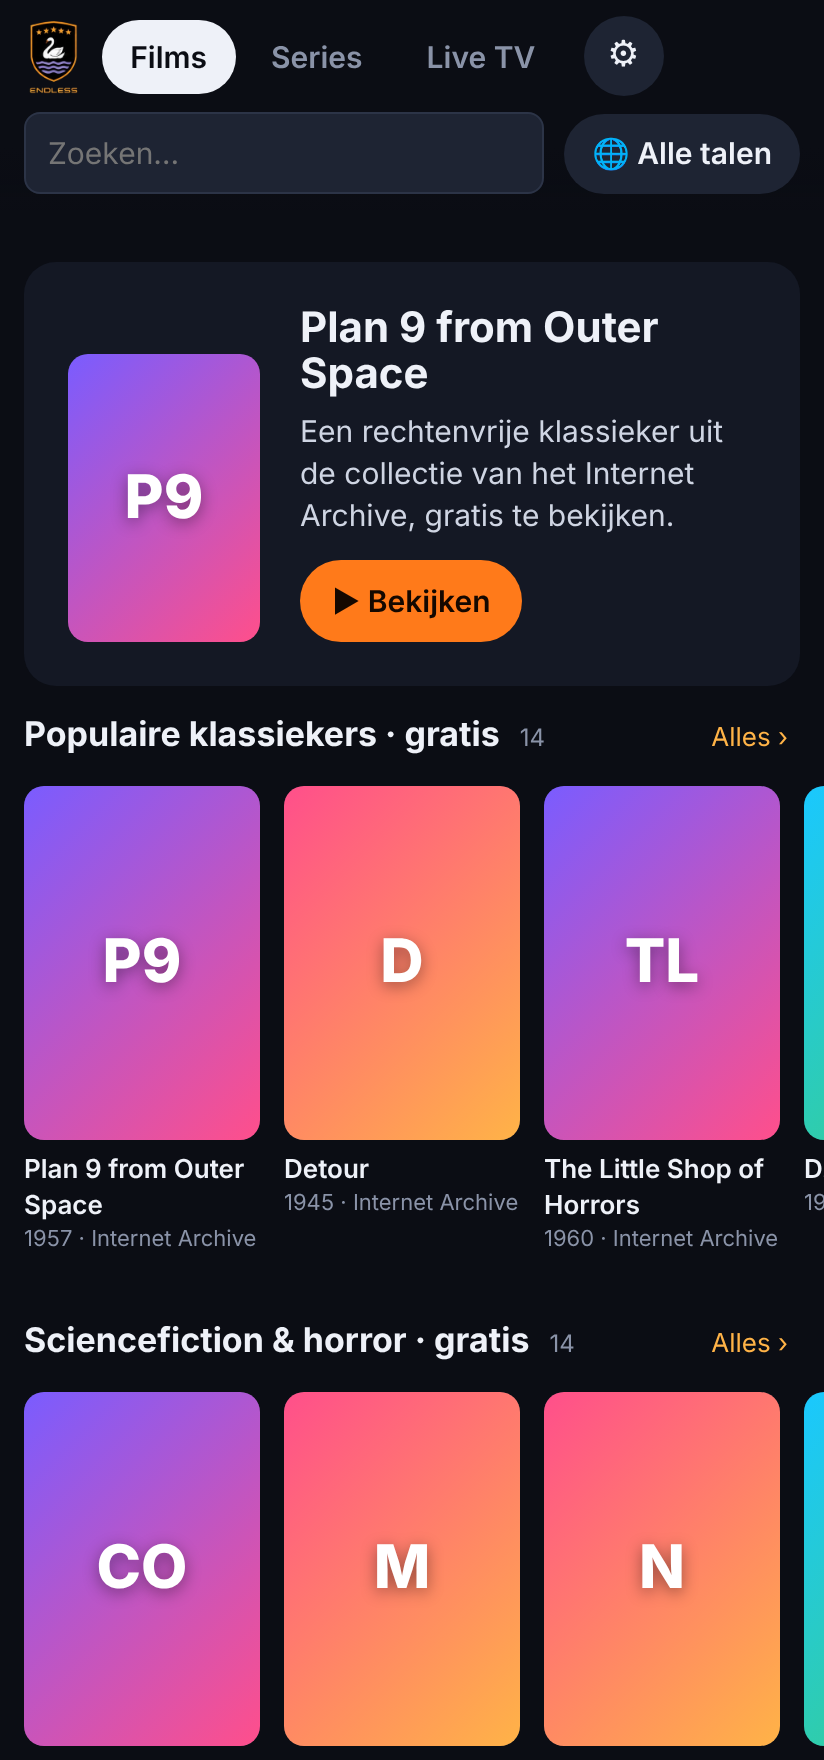 ENDLESS
Films
Series
Live TV
⚙
Zoeken...
🌐 Alle talen
Plan 9 from Outer
Space
Een rechtenvrije klassieker uit
de collectie van het Internet
Archive, gratis te bekijken.
P9
▶ Bekijken
Populaire klassiekers · gratis 14
Alles ›
P9
D
TL
Plan 9 from Outer
Space
1957 · Internet Archive
Detour
1945 · Internet Archive
The Little Shop of
Horrors
1960 · Internet Archive
D
19
Sciencefiction & horror · gratis 14
Alles ›
CO
M
N